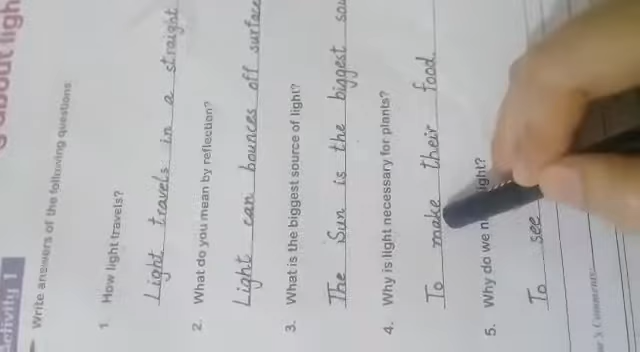 about light
Activity 1
Write answers of the following questions
1 How light travels?
Light travels in a straight
2. What do you mean by reflection?
Light can bounces off surface
3. What is the biggest source of light?
The Sun is the biggest
4. Why is light necessary for plants?
To make their food.
5. Why do we light?
To see
Comments: